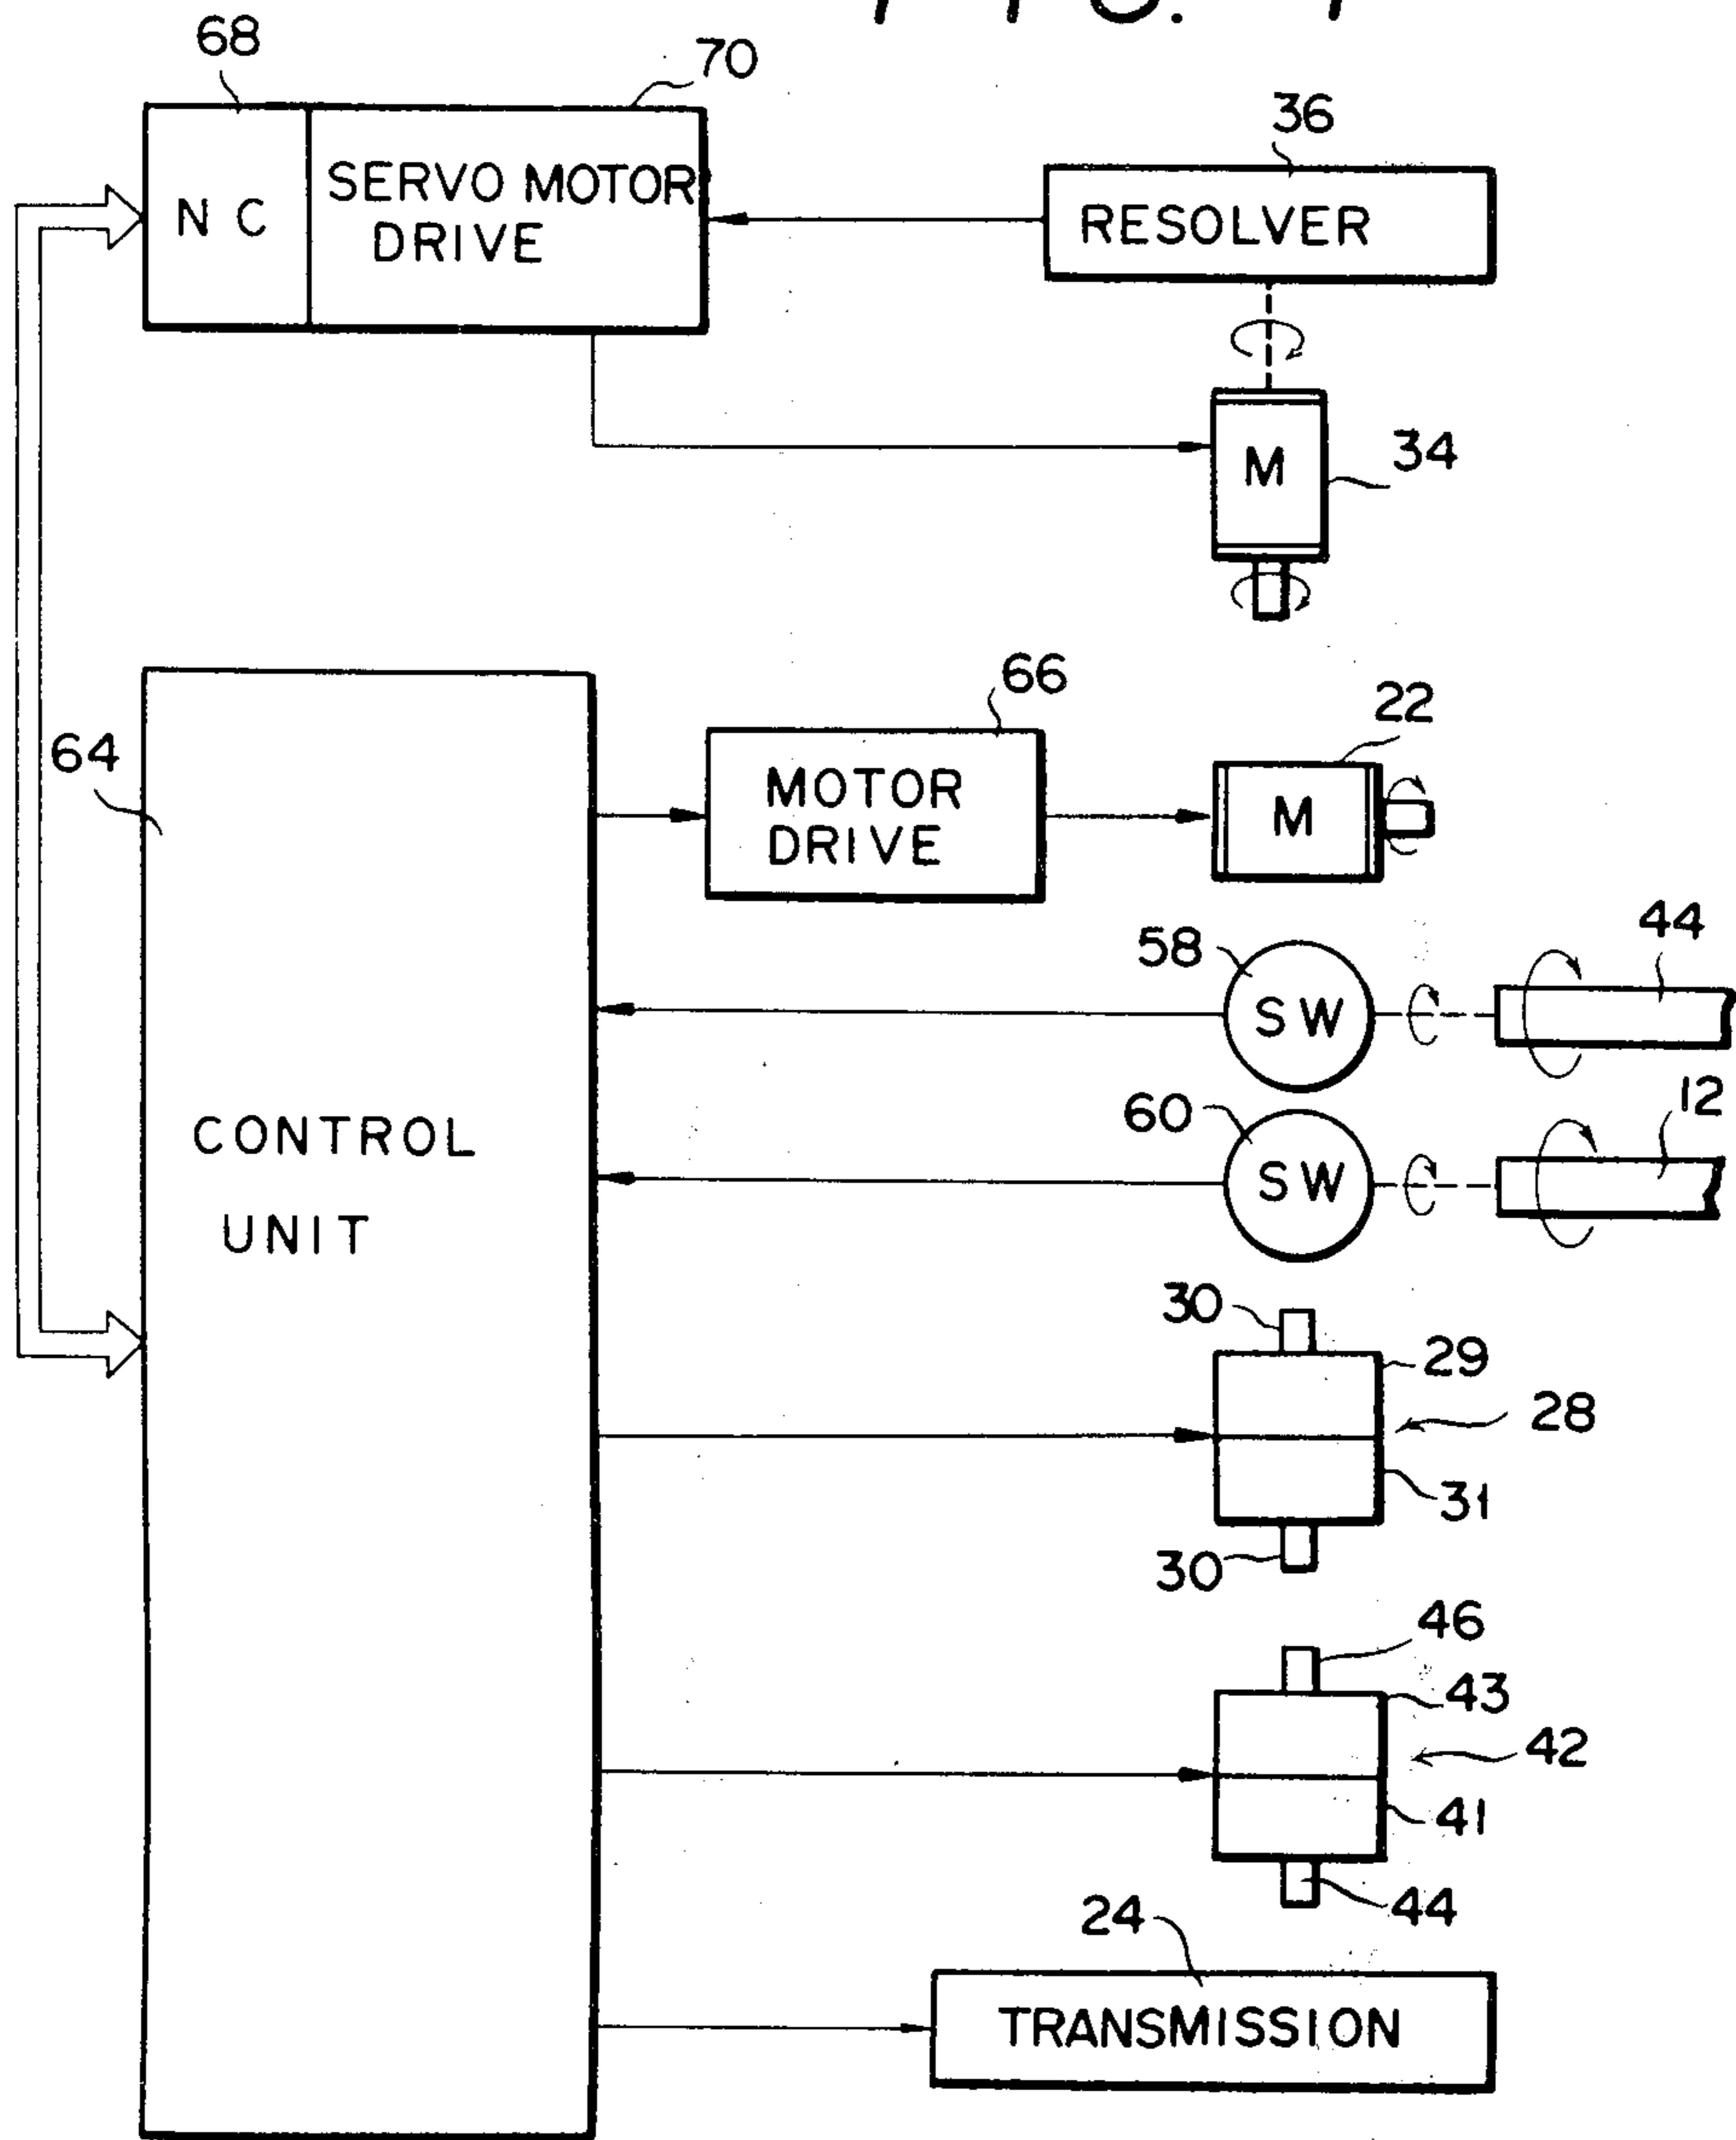 68
70
36
NC
SERVO MOTOR
DRIVE
RESOLVER
M
34
66
22
64
MOTOR
DRIVE
M
44
58
SW
12
60
SW
CONTROL
UNIT
30
29
28
31
30
46
43
42
41
44
24
TRANSMISSION